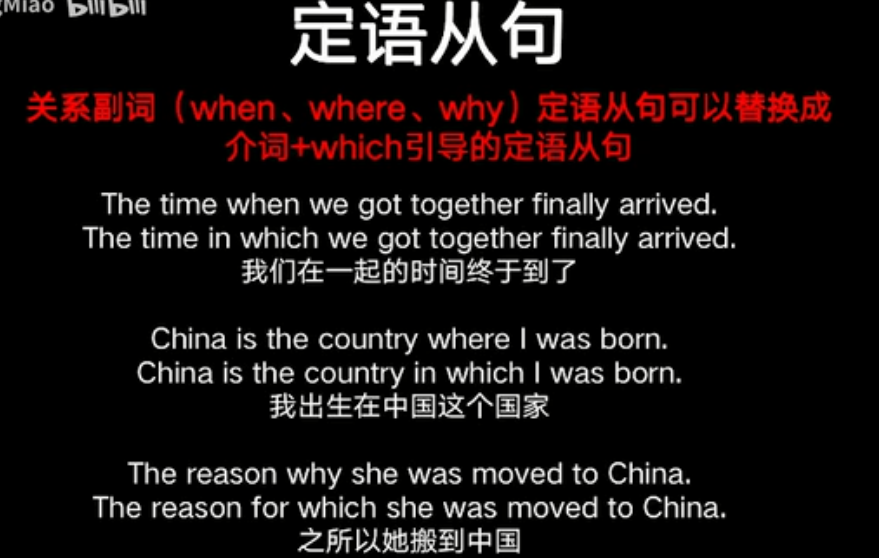 gMiao bilibili
定语从句
关系副词（when、where、why）定语从句可以替换成
介词+which引导的定语从句
The time when we got together finally arrived.
The time in which we got together finally arrived.
我们在一起的时间终于到了
China is the country where I was born.
China is the country in which I was born.
我出生在中国这个国家
The reason why she was moved to China.
The reason for which she was moved to China.
之所以她搬到中国